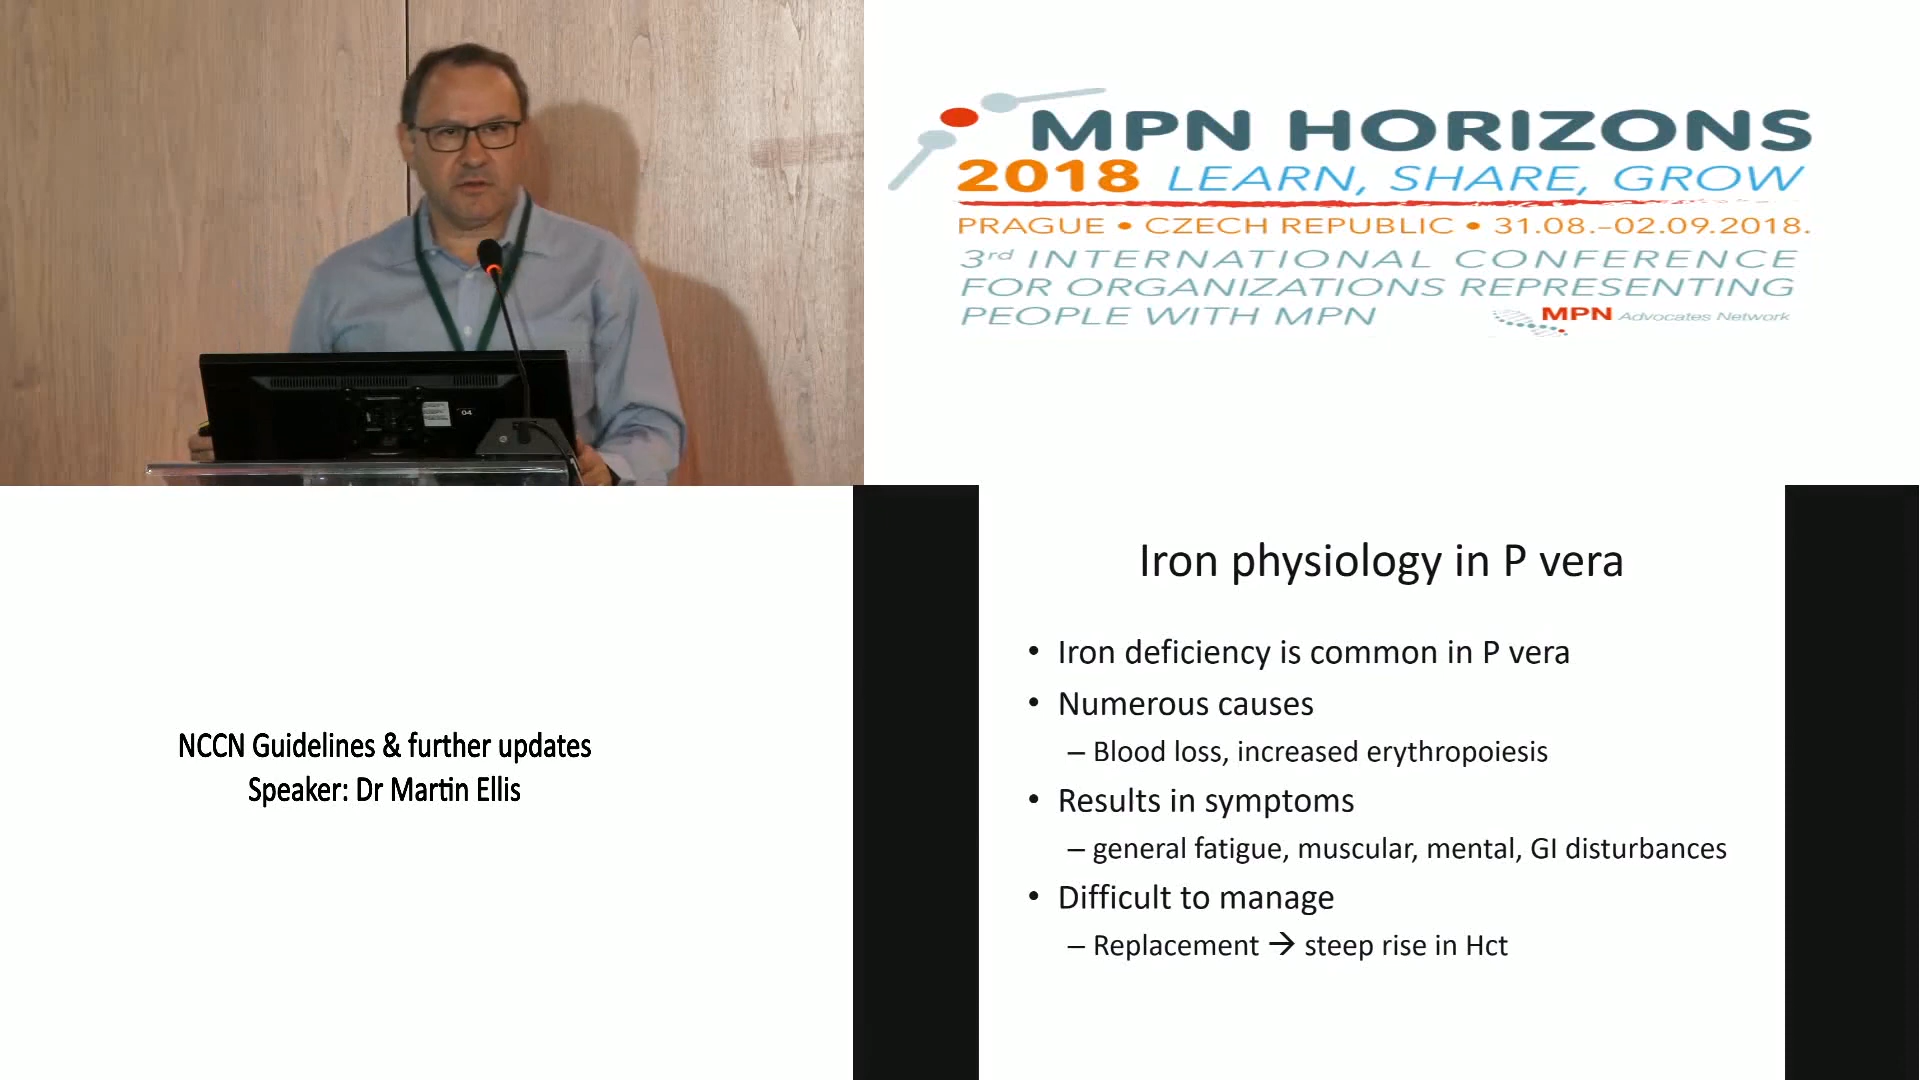 MPN HORIZONS
2018 LEARN, SHARE, GROW
PRAGUE • CZECH REPUBLIC • 31.08.–02.09.2018.
3rd INTERNATIONAL CONFERENCE
FOR ORGANIZATIONS REPRESENTING
PEOPLE WITH MPN
MPN Advocates Network
04
NCCN Guidelines & further updates
Speaker: Dr Martin Ellis
Iron physiology in P vera
• Iron deficiency is common in P vera
• Numerous causes
– Blood loss, increased erythropoiesis
• Results in symptoms
– general fatigue, muscular, mental, GI disturbances
• Difficult to manage
– Replacement → steep rise in Hct